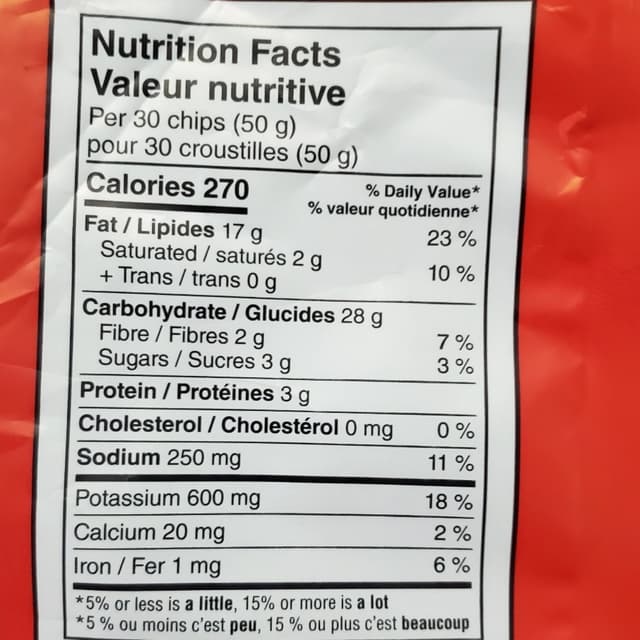 Nutrition Facts
Valeur nutritive
Per 30 chips (50 g)
pour 30 croustilles (50 g)
Calories 270
% Daily Value*
% valeur quotidienne*
Fat / Lipides 17 g 23 %
Saturated / saturés 2 g
+ Trans / trans 0 g 10 %
Carbohydrate / Glucides 28 g
Fibre / Fibres 2 g 7 %
Sugars / Sucres 3 g 3 %
Protein / Protéines 3 g
Cholesterol / Cholestérol 0 mg 0 %
Sodium 250 mg 11 %
Potassium 600 mg 18 %
Calcium 20 mg 2 %
Iron / Fer 1 mg 6 %
*5% or less is a little, 15% or more is a lot
*5 % ou moins c'est peu, 15 % ou plus c'est beaucoup